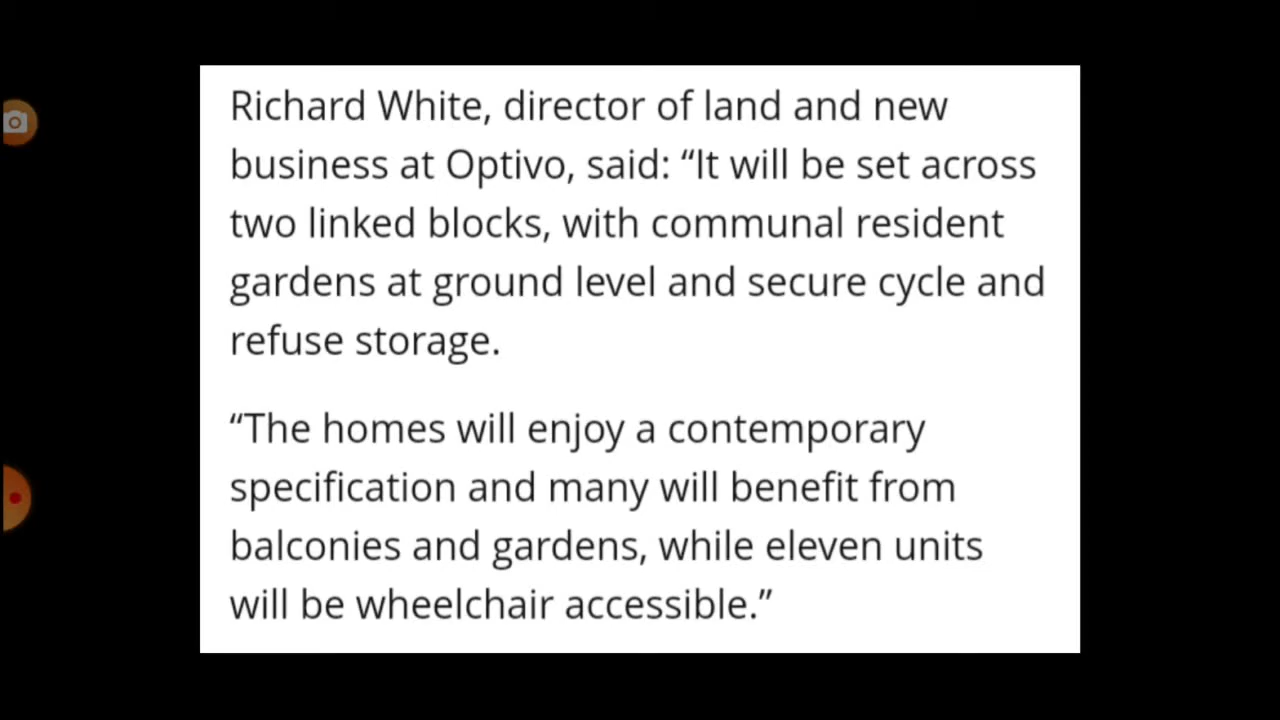 Richard White, director of land and new
business at Optivo, said: “It will be set across
two linked blocks, with communal resident
gardens at ground level and secure cycle and
refuse storage.
“The homes will enjoy a contemporary
specification and many will benefit from
balconies and gardens, while eleven units
will be wheelchair accessible.”